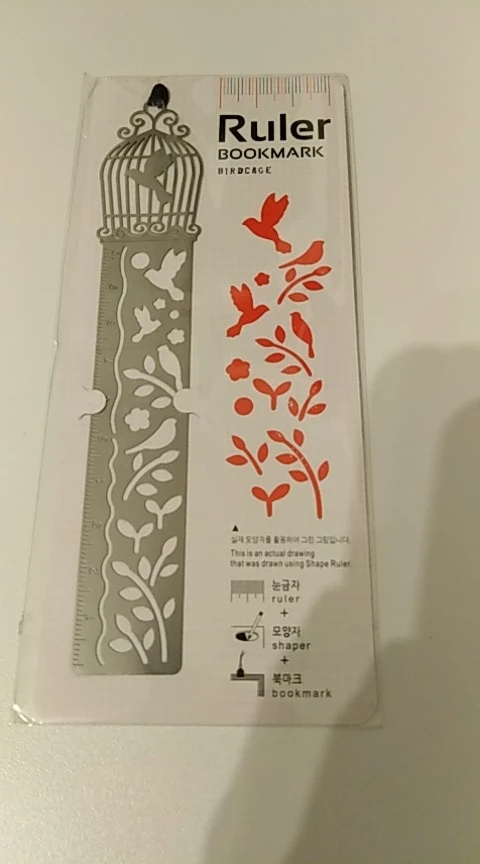 Ruler
BOOKMARK
BIRDCAGE
▲
실제 모양자를 활용하여 그린 그림입니다.
This is an actual drawing
that was drawn using Shape Ruler.
눈금자
ruler
+
모양자
shaper
+
북마크
bookmark